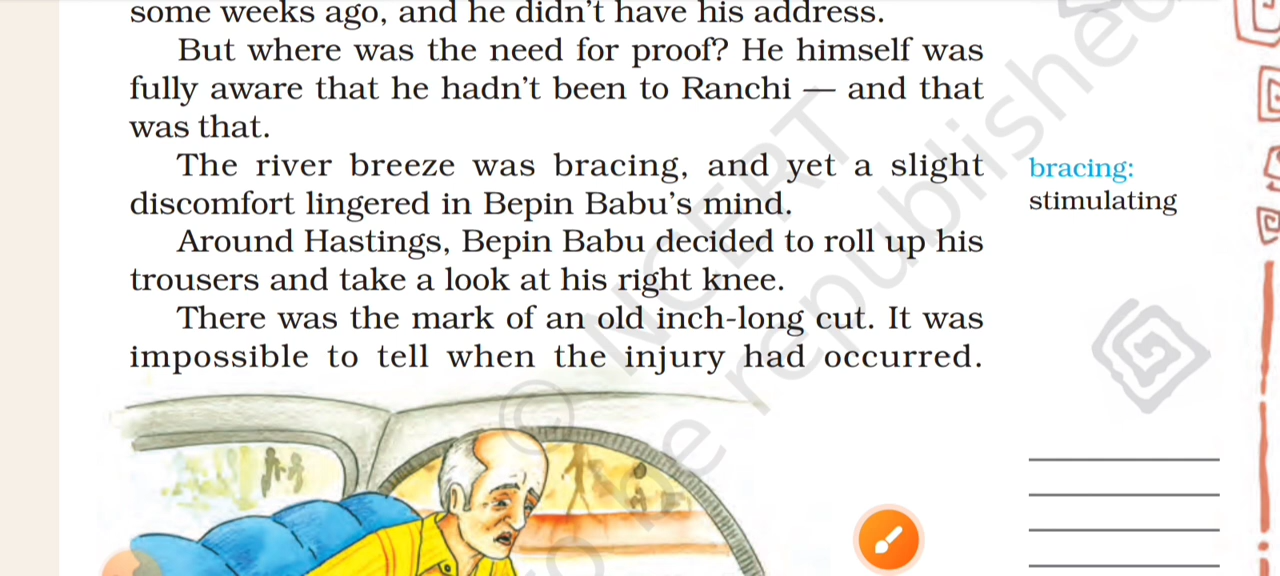 some weeks ago, and he didn't have his address.
But where was the need for proof? He himself was
fully aware that he hadn't been to Ranchi — and that
was that.
The river breeze was bracing, and yet a slight
discomfort lingered in Bepin Babu's mind.
Around Hastings, Bepin Babu decided to roll up his
trousers and take a look at his right knee.
There was the mark of an old inch-long cut. It was
impossible to tell when the injury had occurred.
bracing:
stimulating
© NCERT
be republished